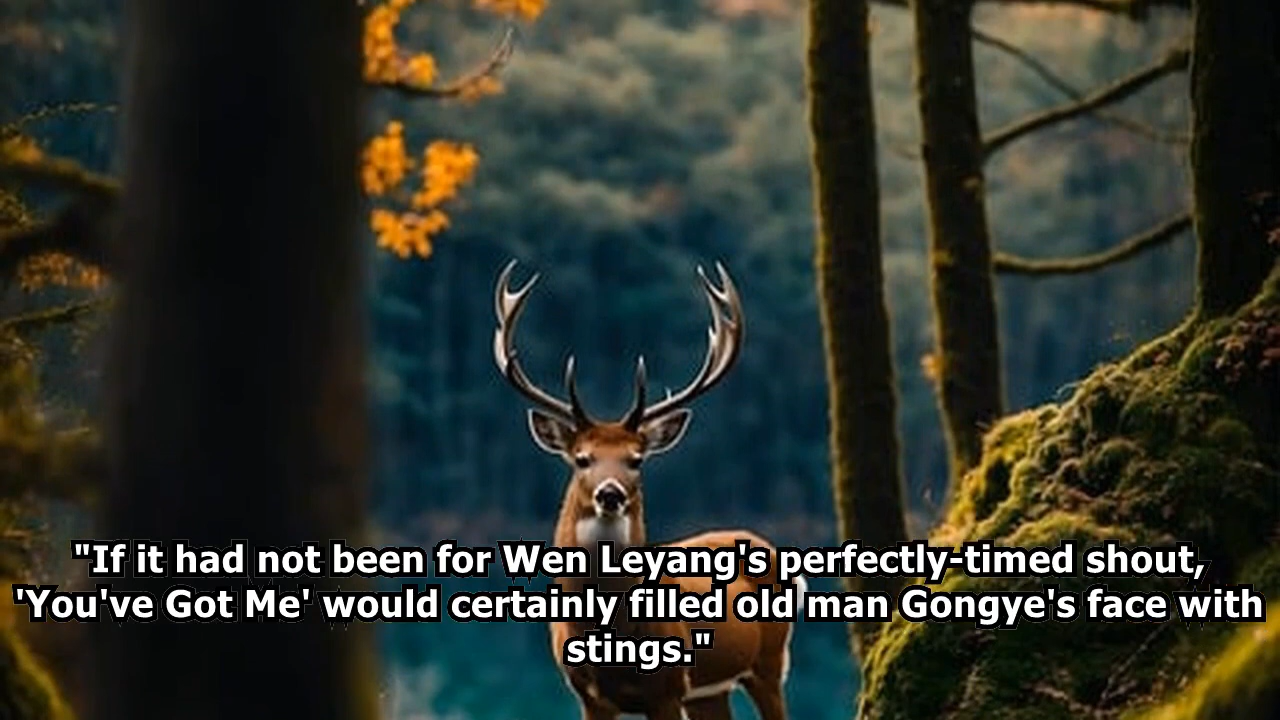 "If it had not been for Wen Leyang's perfectly-timed shout,
'You've Got Me' would certainly filled old man Gongye's face with
stings."